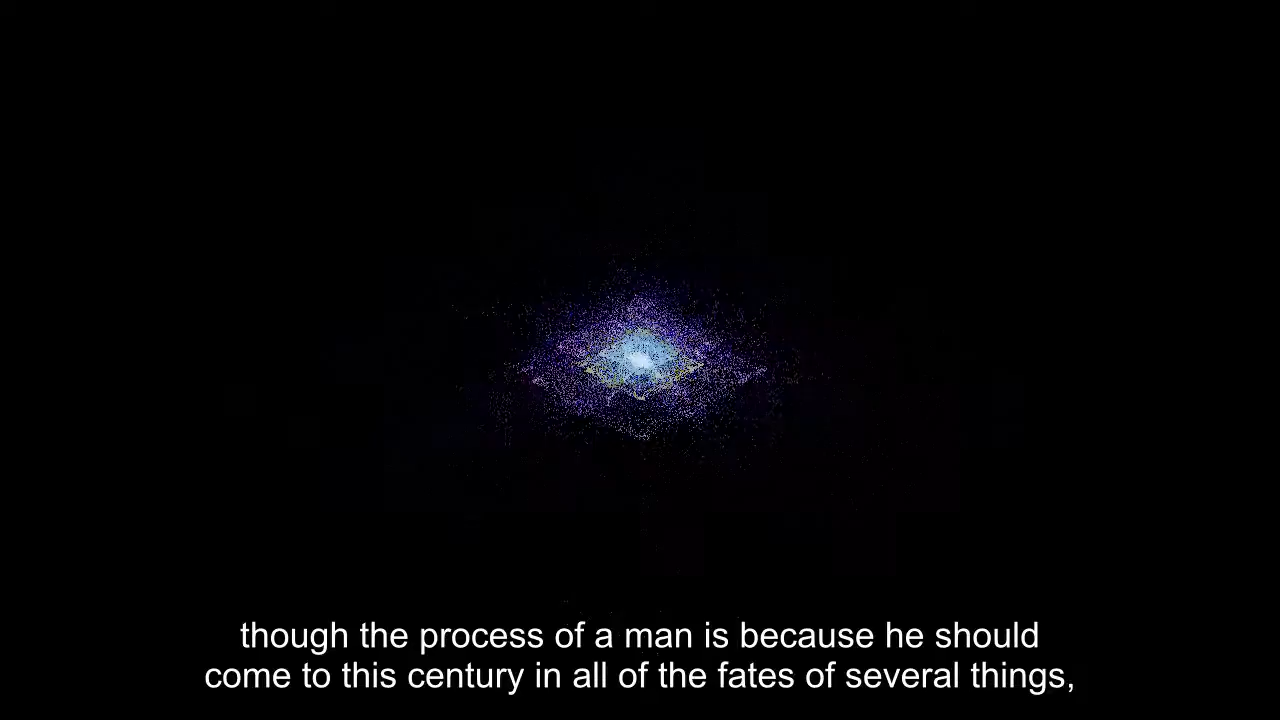 though the process of a man is because he should
come to this century in all of the fates of several things,